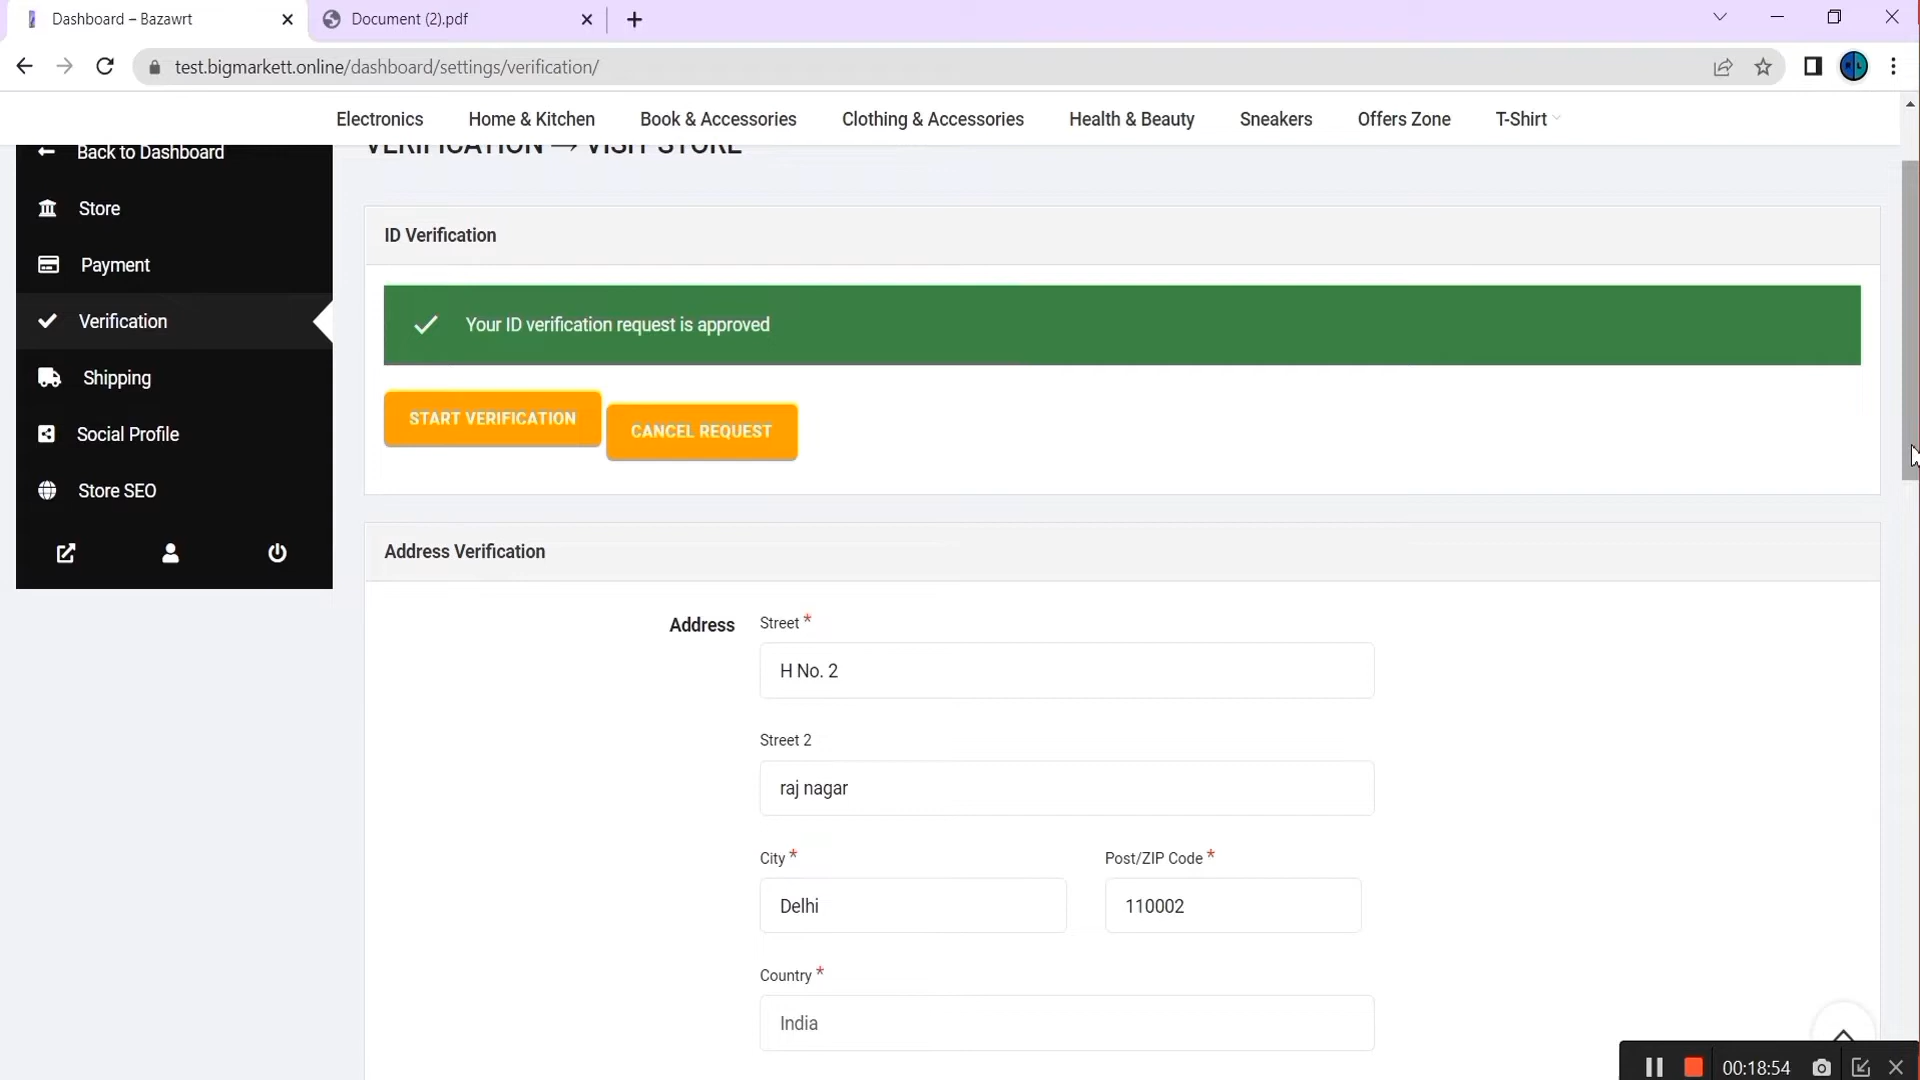 Dashboard – Bazawrt
Document (2).pdf
test.bigmarkett.online/dashboard/settings/verification/
Electronics
Home & Kitchen
Book & Accessories
Clothing & Accessories
Health & Beauty
Sneakers
Offers Zone
T-Shirt
Back to Dashboard
Store
Payment
Verification
Shipping
Social Profile
Store SEO
VERIFICATION → VISIT STORE
ID Verification
Your ID verification request is approved
START VERIFICATION
CANCEL REQUEST
Address Verification
Address
Street *
H No. 2
Street 2
raj nagar
City *
Post/ZIP Code *
Delhi
110002
Country *
India
00:18:54